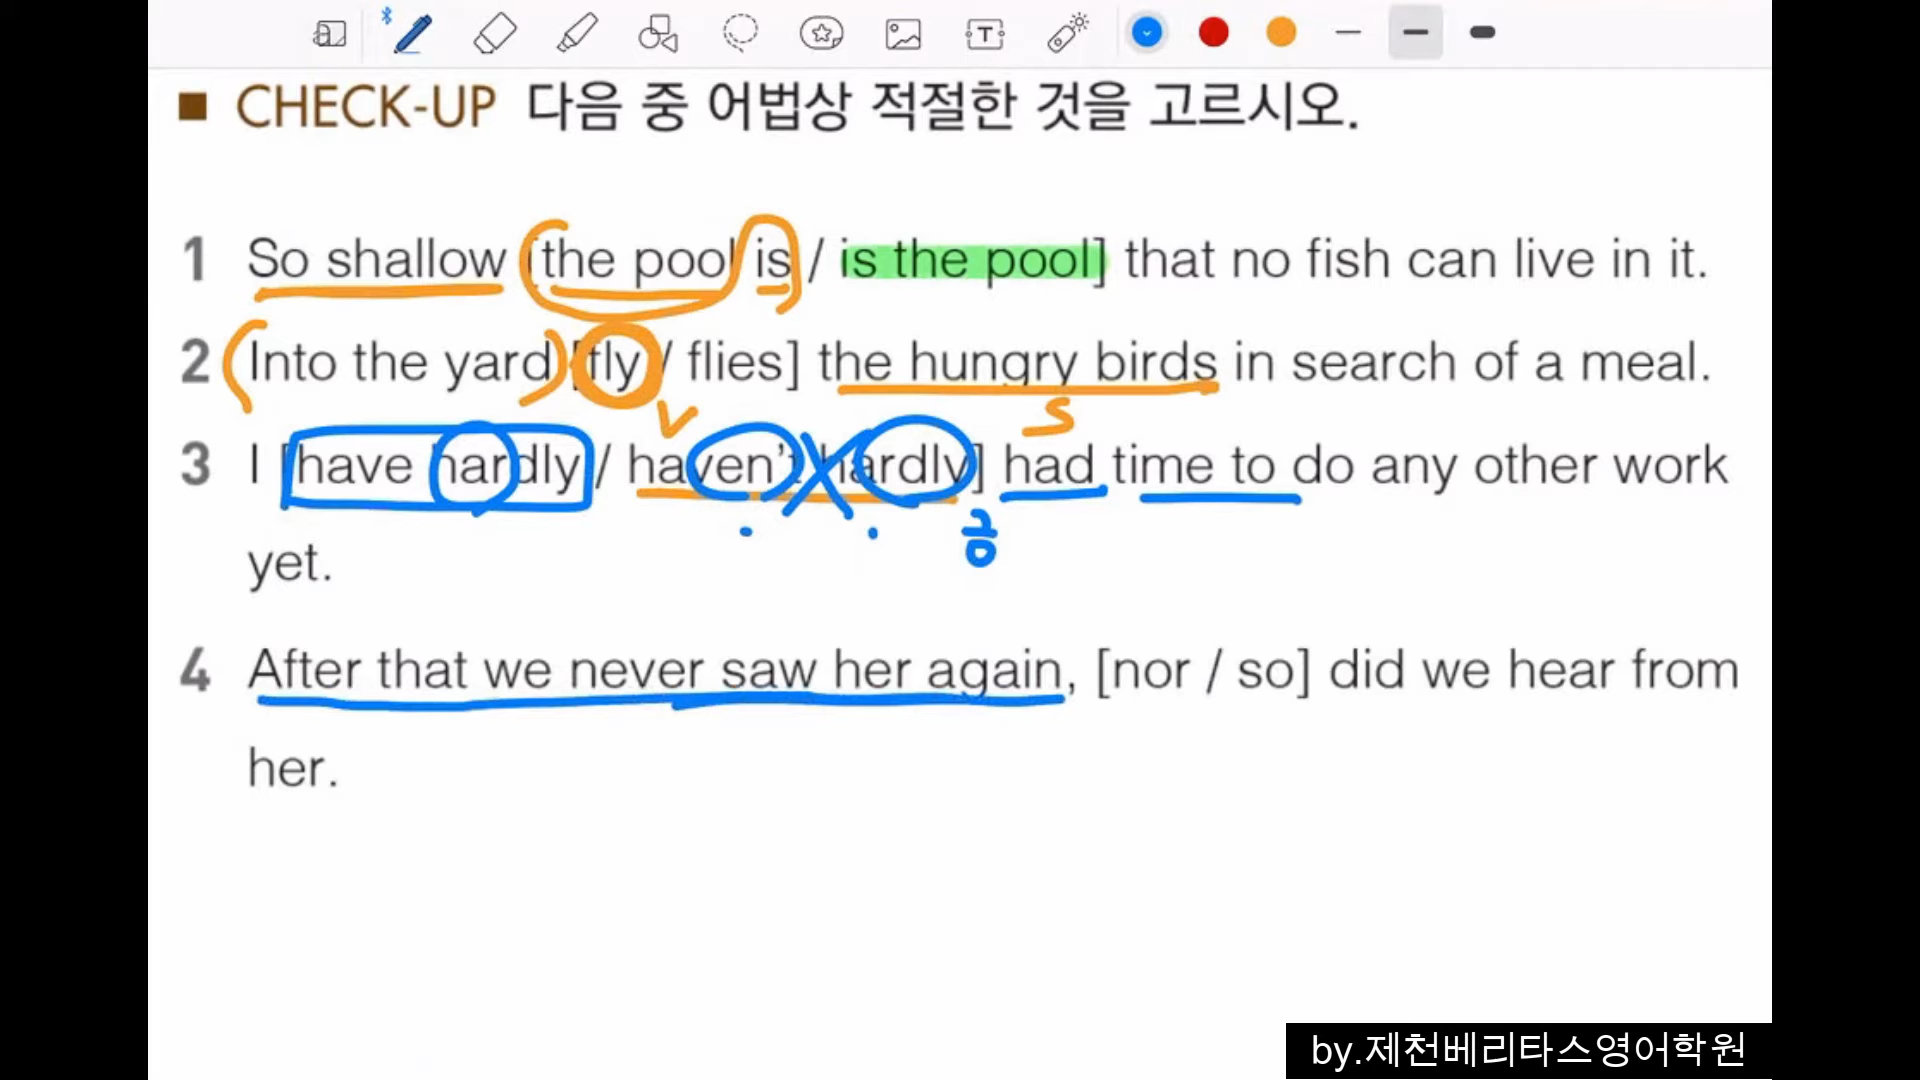 ■ CHECK-UP 다음 중 어법상 적절한 것을 고르시오.
1 So shallow [the pool is / is the pool] that no fish can live in it.
2 Into the yard [fly / flies] the hungry birds in search of a meal.
V S
3 I [have hardly / haven't hardly] had time to do any other work
yet.
4 After that we never saw her again, [nor / so] did we hear from
her.
by.제천베리타스영어학원